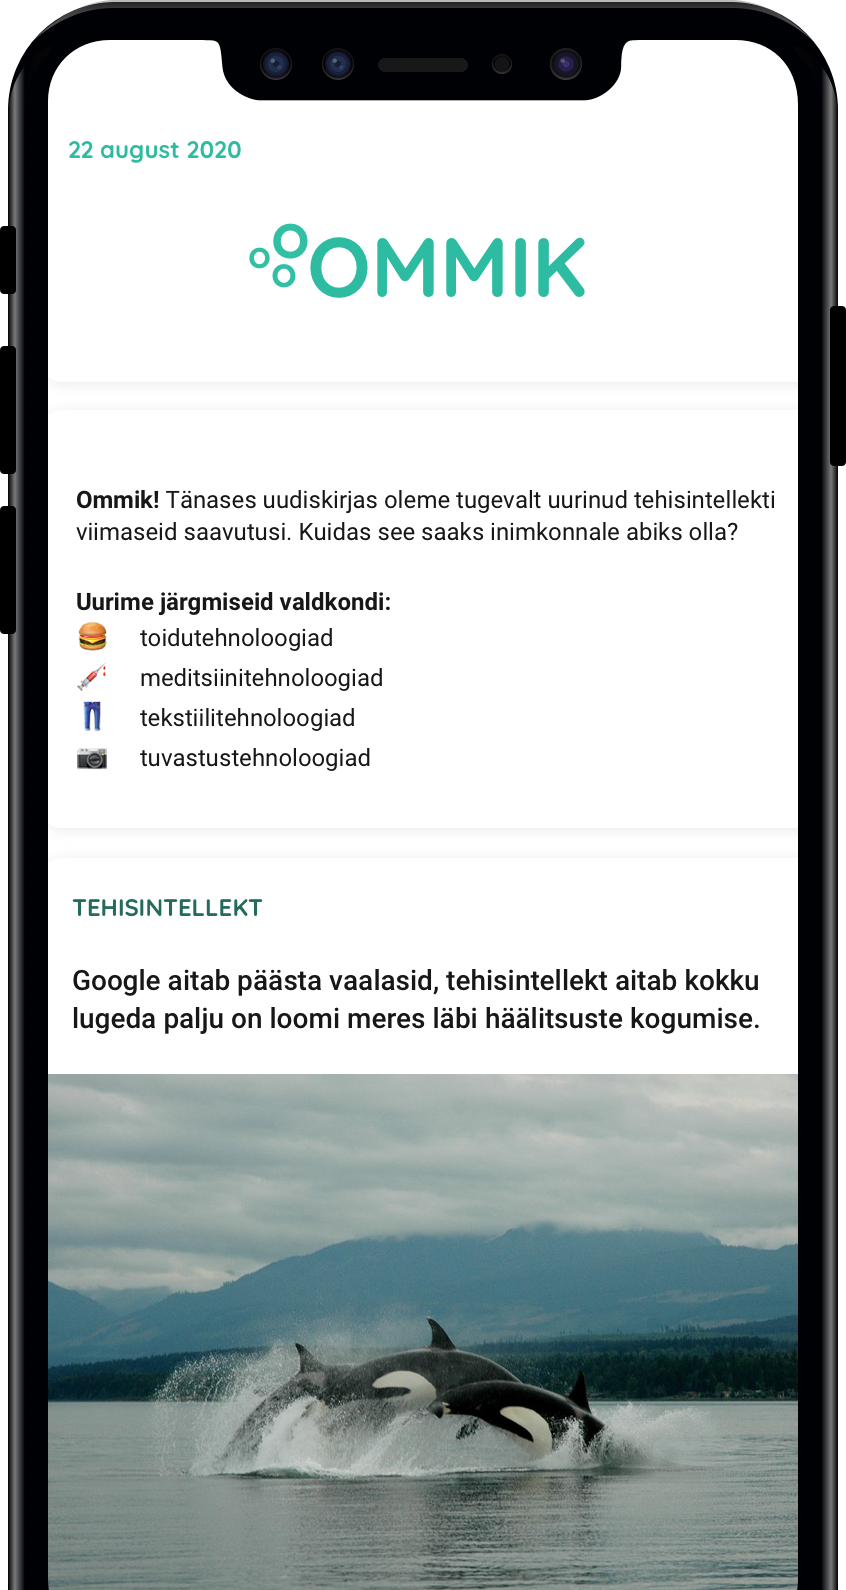 22 august 2020
OMMIK
Ommik! Tänases uudiskirjas oleme tugevalt uurinud tehisintellekti
viimaseid saavutusi. Kuidas see saaks inimkonnale abiks olla?
Uurime järgmiseid valdkondi:
toidutehnoloogiad
meditsiinitehnoloogiad
tekstiilitehnoloogiad
tuvastustehnoloogiad
TEHISINTELLEKT
Google aitab päästa vaalasid, tehisintellekt aitab kokku
lugeda palju on loomi meres läbi häälitsuste kogumise.